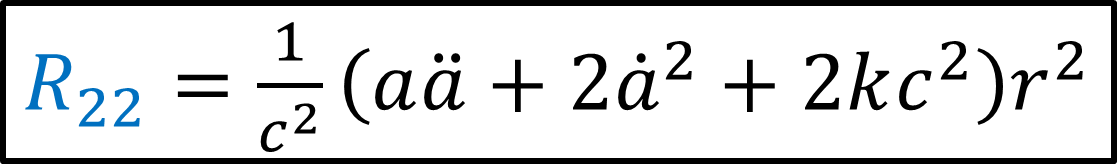 R₂₂ = 1/c² (aä + 2ȧ² + 2kc²)r²